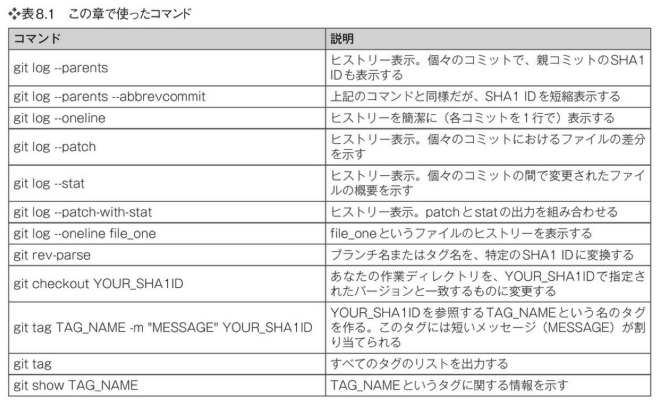 ❖表8.1 この章で使ったコマンド
コマンド 説明
git log --parents ヒストリー表示。個々のコミットで、親コミットのSHA1
IDも表示する
git log --parents --abbrevcommit 上記のコマンドと同様だが、SHA1 IDを短縮表示する
git log --oneline ヒストリーを簡潔に（各コミットを1行で）表示する
git log --patch ヒストリー表示。個々のコミットにおけるファイルの差分
を示す
git log --stat ヒストリー表示。個々のコミットの間で変更されたファイ
ルの概要を示す
git log --patch-with-stat ヒストリー表示。patchとstatの出力を組み合わせる
git log --oneline file_one file_oneというファイルのヒストリーを表示する
git rev-parse ブランチ名またはタグ名を、特定のSHA1 IDに変換する
git checkout YOUR_SHA1ID あなたの作業ディレクトリを、YOUR_SHA1IDで指定さ
れたバージョンと一致するものに変更する
git tag TAG_NAME -m "MESSAGE" YOUR_SHA1ID YOUR_SHA1IDを参照するTAG_NAMEという名のタグ
を作る。このタグには短いメッセージ（MESSAGE）が割
り当てられる
git tag すべてのタグのリストを出力する
git show TAG_NAME TAG_NAMEというタグに関する情報を示す